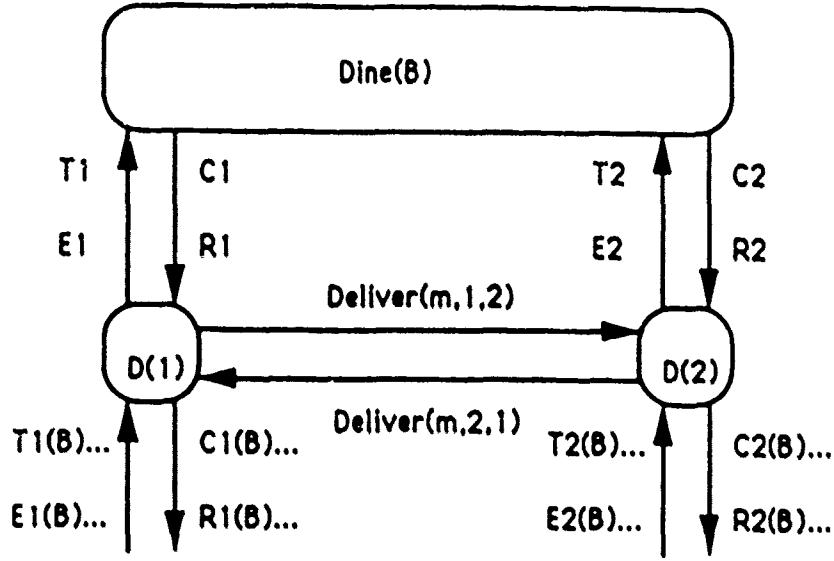 Dine(B)
T1 C1 T2 C2
E1 R1 E2 R2
Deliver(m,1,2)
D(1) D(2)
Deliver(m,2,1)
T1(B)... C1(B)... T2(B)... C2(B)...
E1(B)... R1(B)... E2(B)... R2(B)...